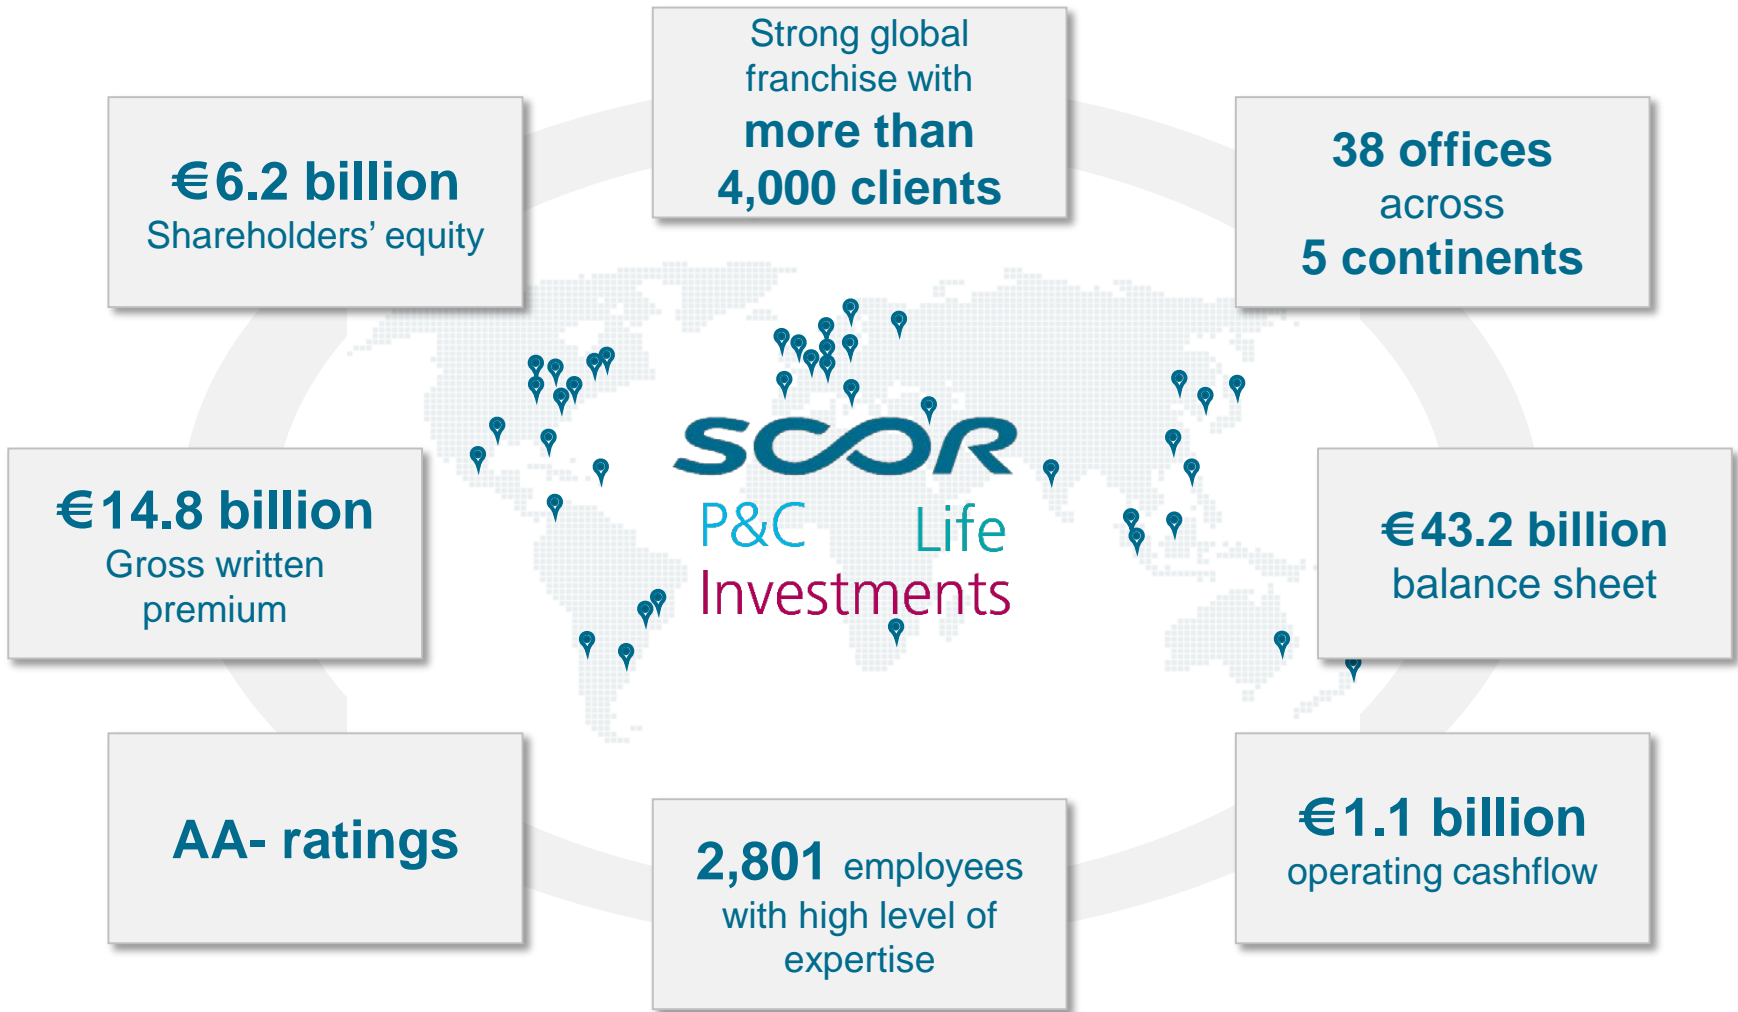 Strong global
franchise with
more than
4,000 clients
€6.2 billion
Shareholders’ equity
38 offices
across
5 continents
SCOR
P&C Life
Investments
€14.8 billion
Gross written
premium
€43.2 billion
balance sheet
AA- ratings
2,801 employees
with high level of
expertise
€1.1 billion
operating cashflow